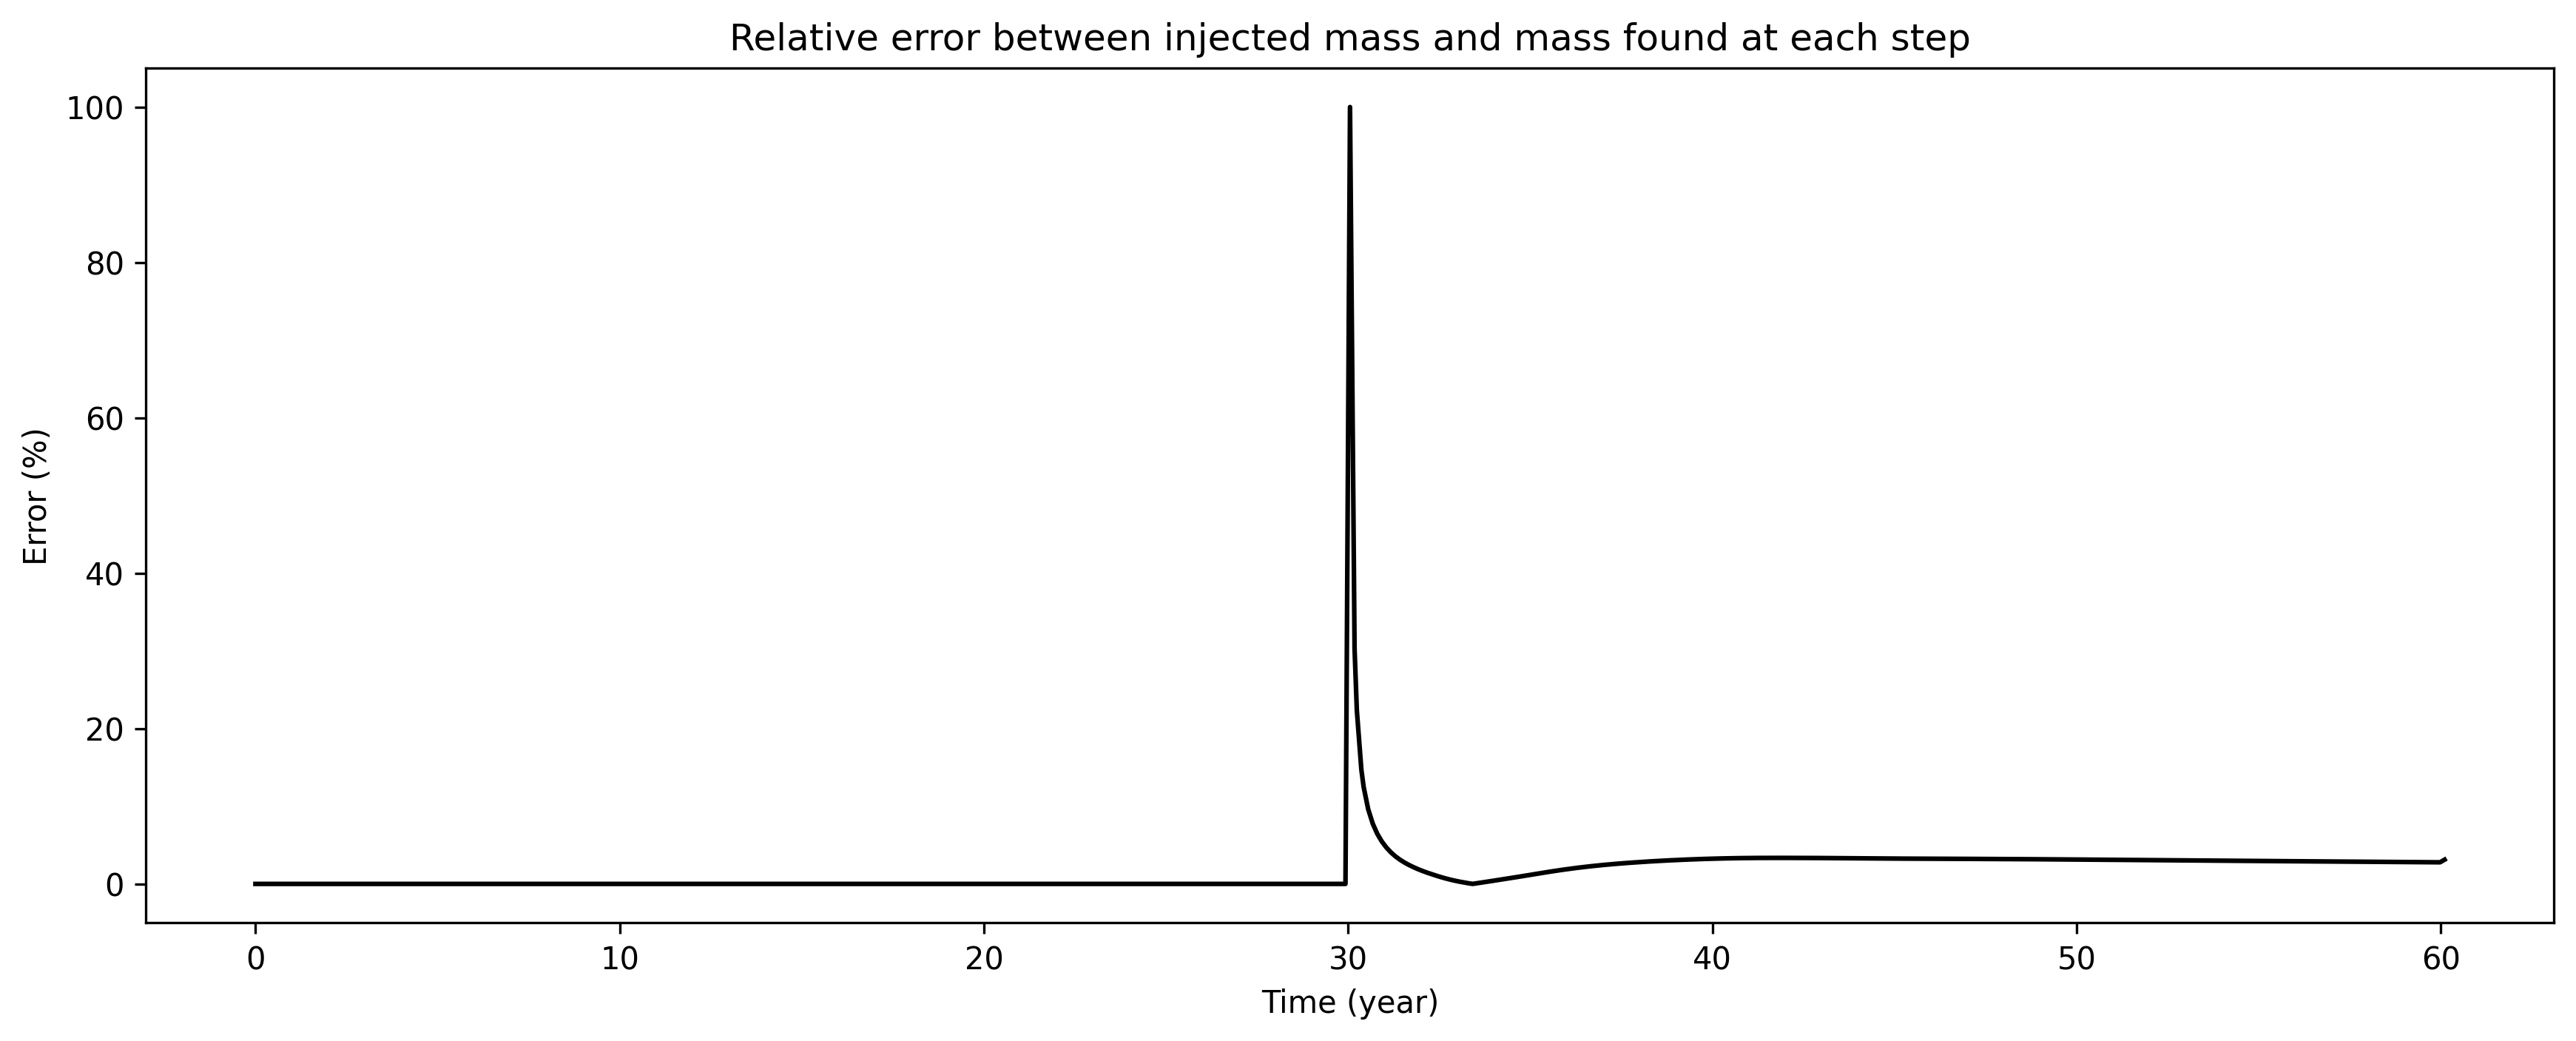 Relative error between injected mass and mass found at each step
100
80
60
40
20
0
Error (%)
0 10 20 30 40 50 60
Time (year)